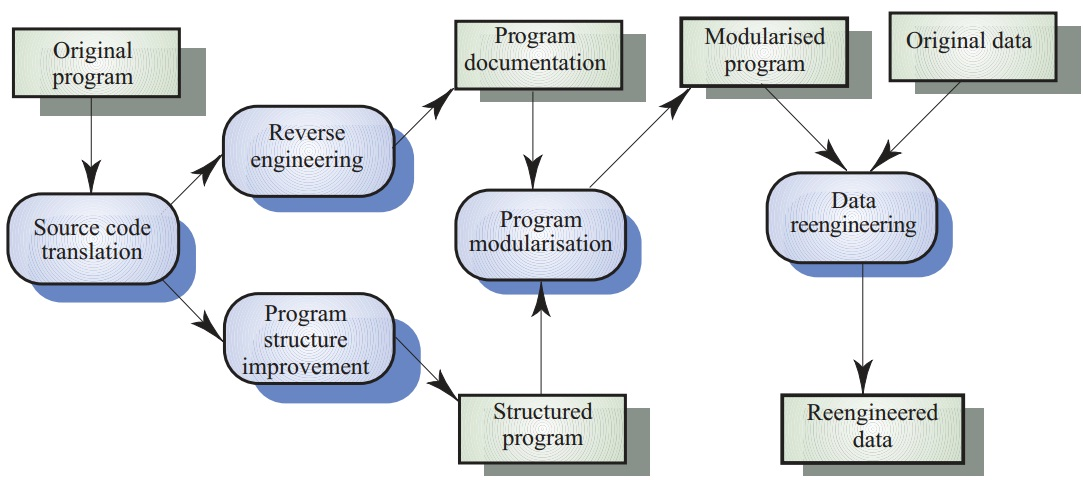 Original
program
Source code
translation
Reverse
engineering
Program
structure
improvement
Program
documentation
Program
modularisation
Structured
program
Modularised
program
Original data
Data
reengineering
Reengineered
data